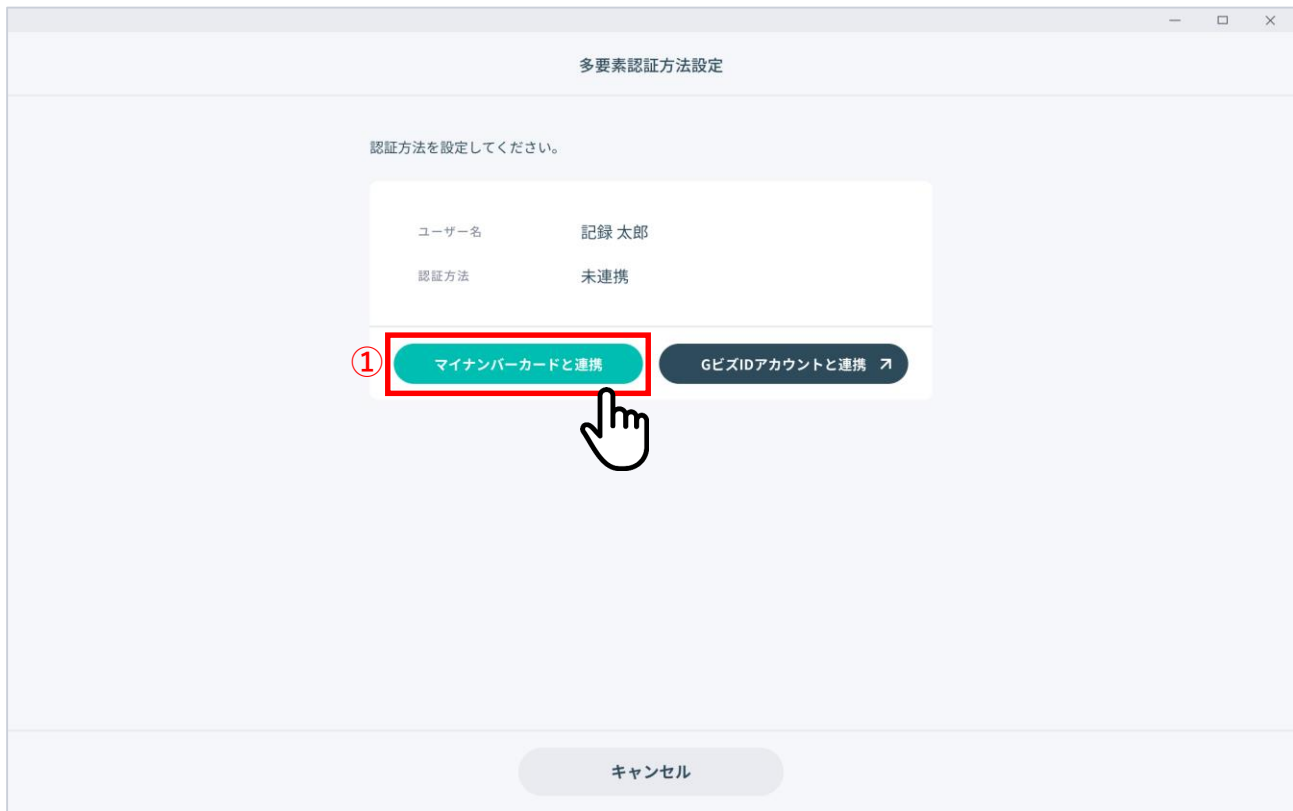 多要素認証方法設定
認証方法を設定してください。
ユーザー名 記録 太郎
認証方法 未連携
① マイナンバーカードと連携 GビズIDアカウントと連携
キャンセル